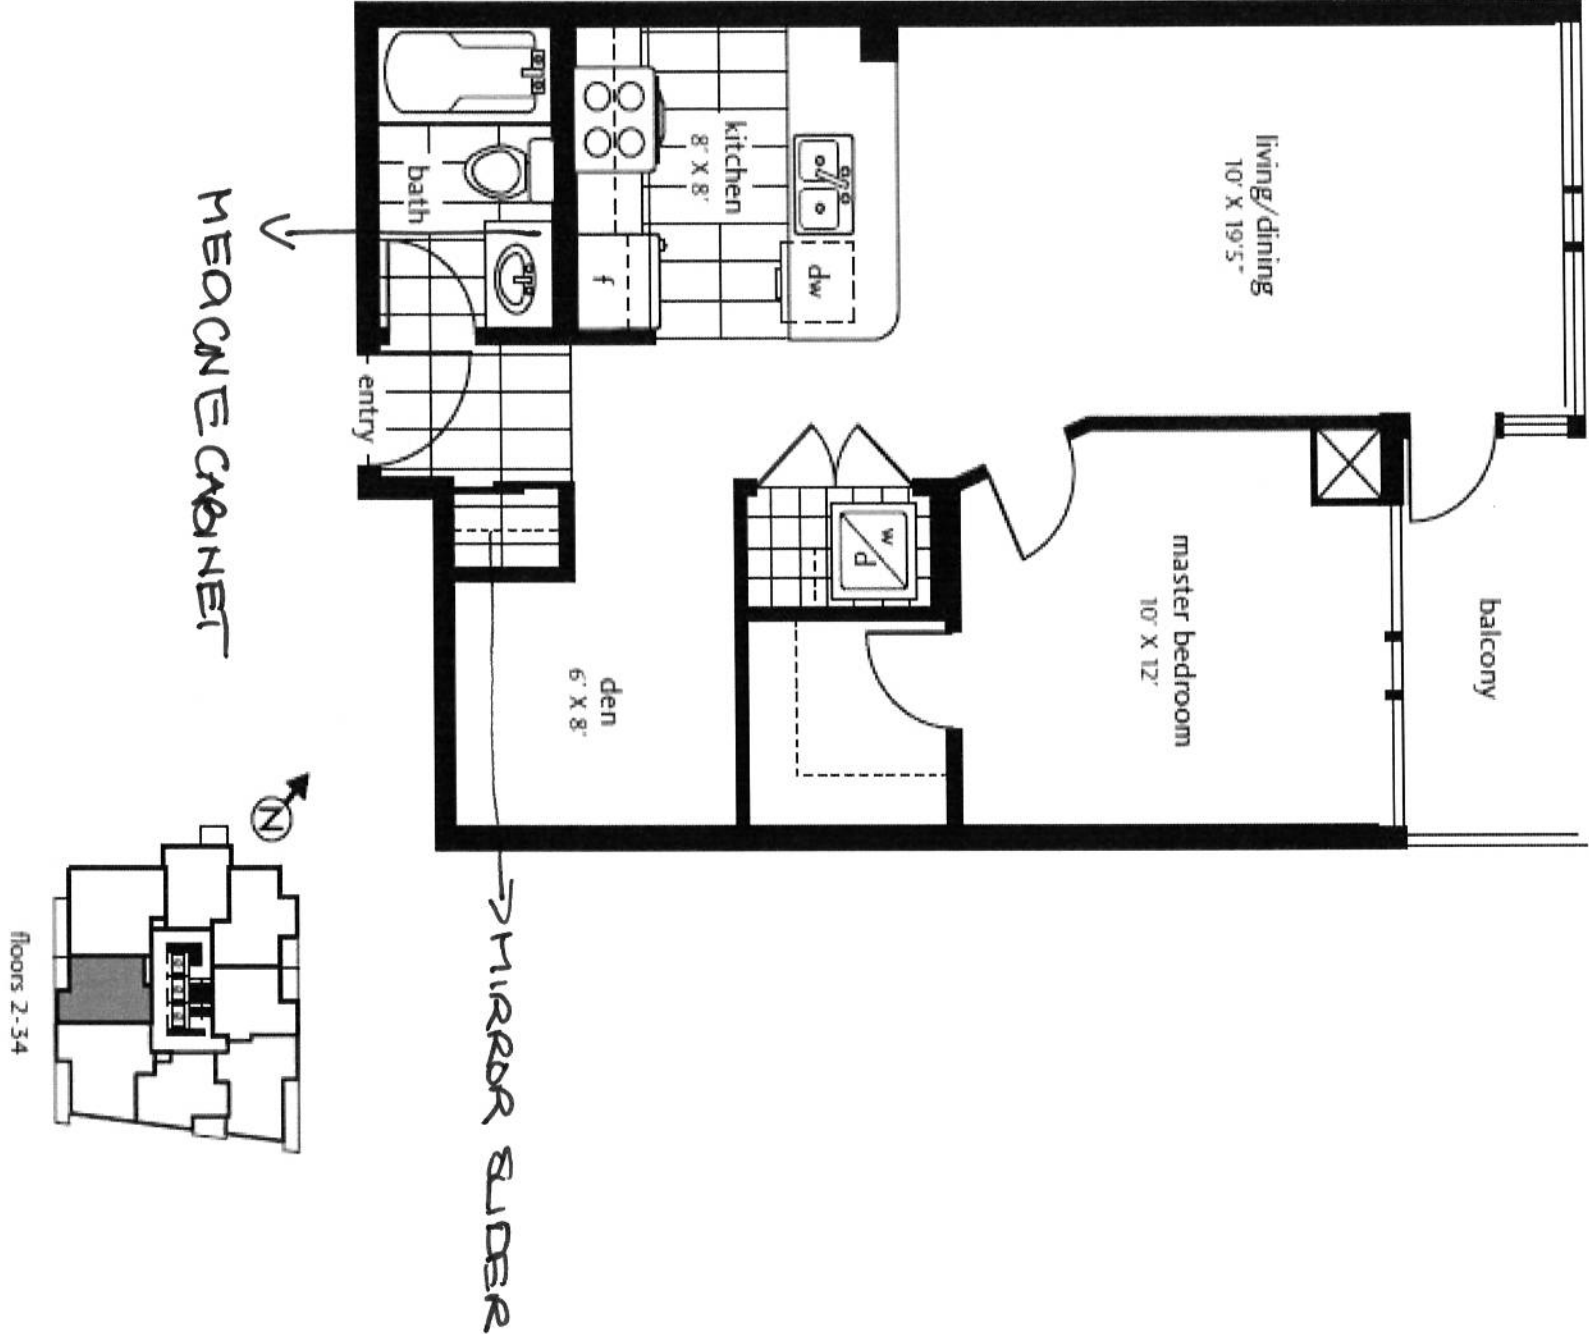 living/dining
10' X 19'5"
balcony
master bedroom
10' X 12'
kitchen
8' X 8'
dw
f
w
d
bath
entry
den
6' X 8'
MEDCINE CABINET
MIRROR SLIDER
N
floors 2-34